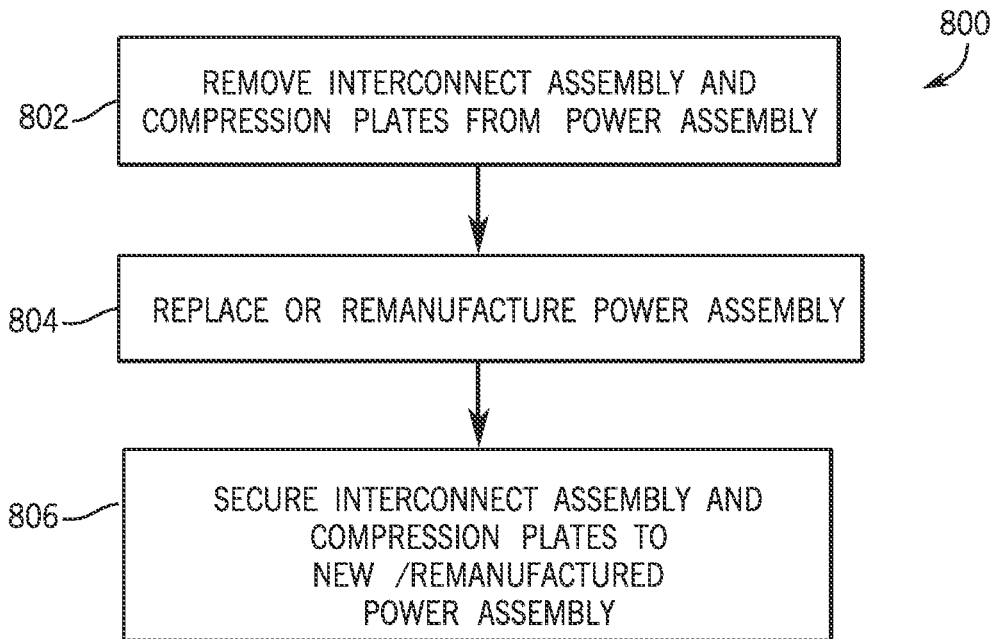 800
802
REMOVE INTERCONNECT ASSEMBLY AND
COMPRESSION PLATES FROM POWER ASSEMBLY
804
REPLACE OR REMANUFACTURE POWER ASSEMBLY
806
SECURE INTERCONNECT ASSEMBLY AND
COMPRESSION PLATES TO
NEW /REMANUFACTURED
POWER ASSEMBLY